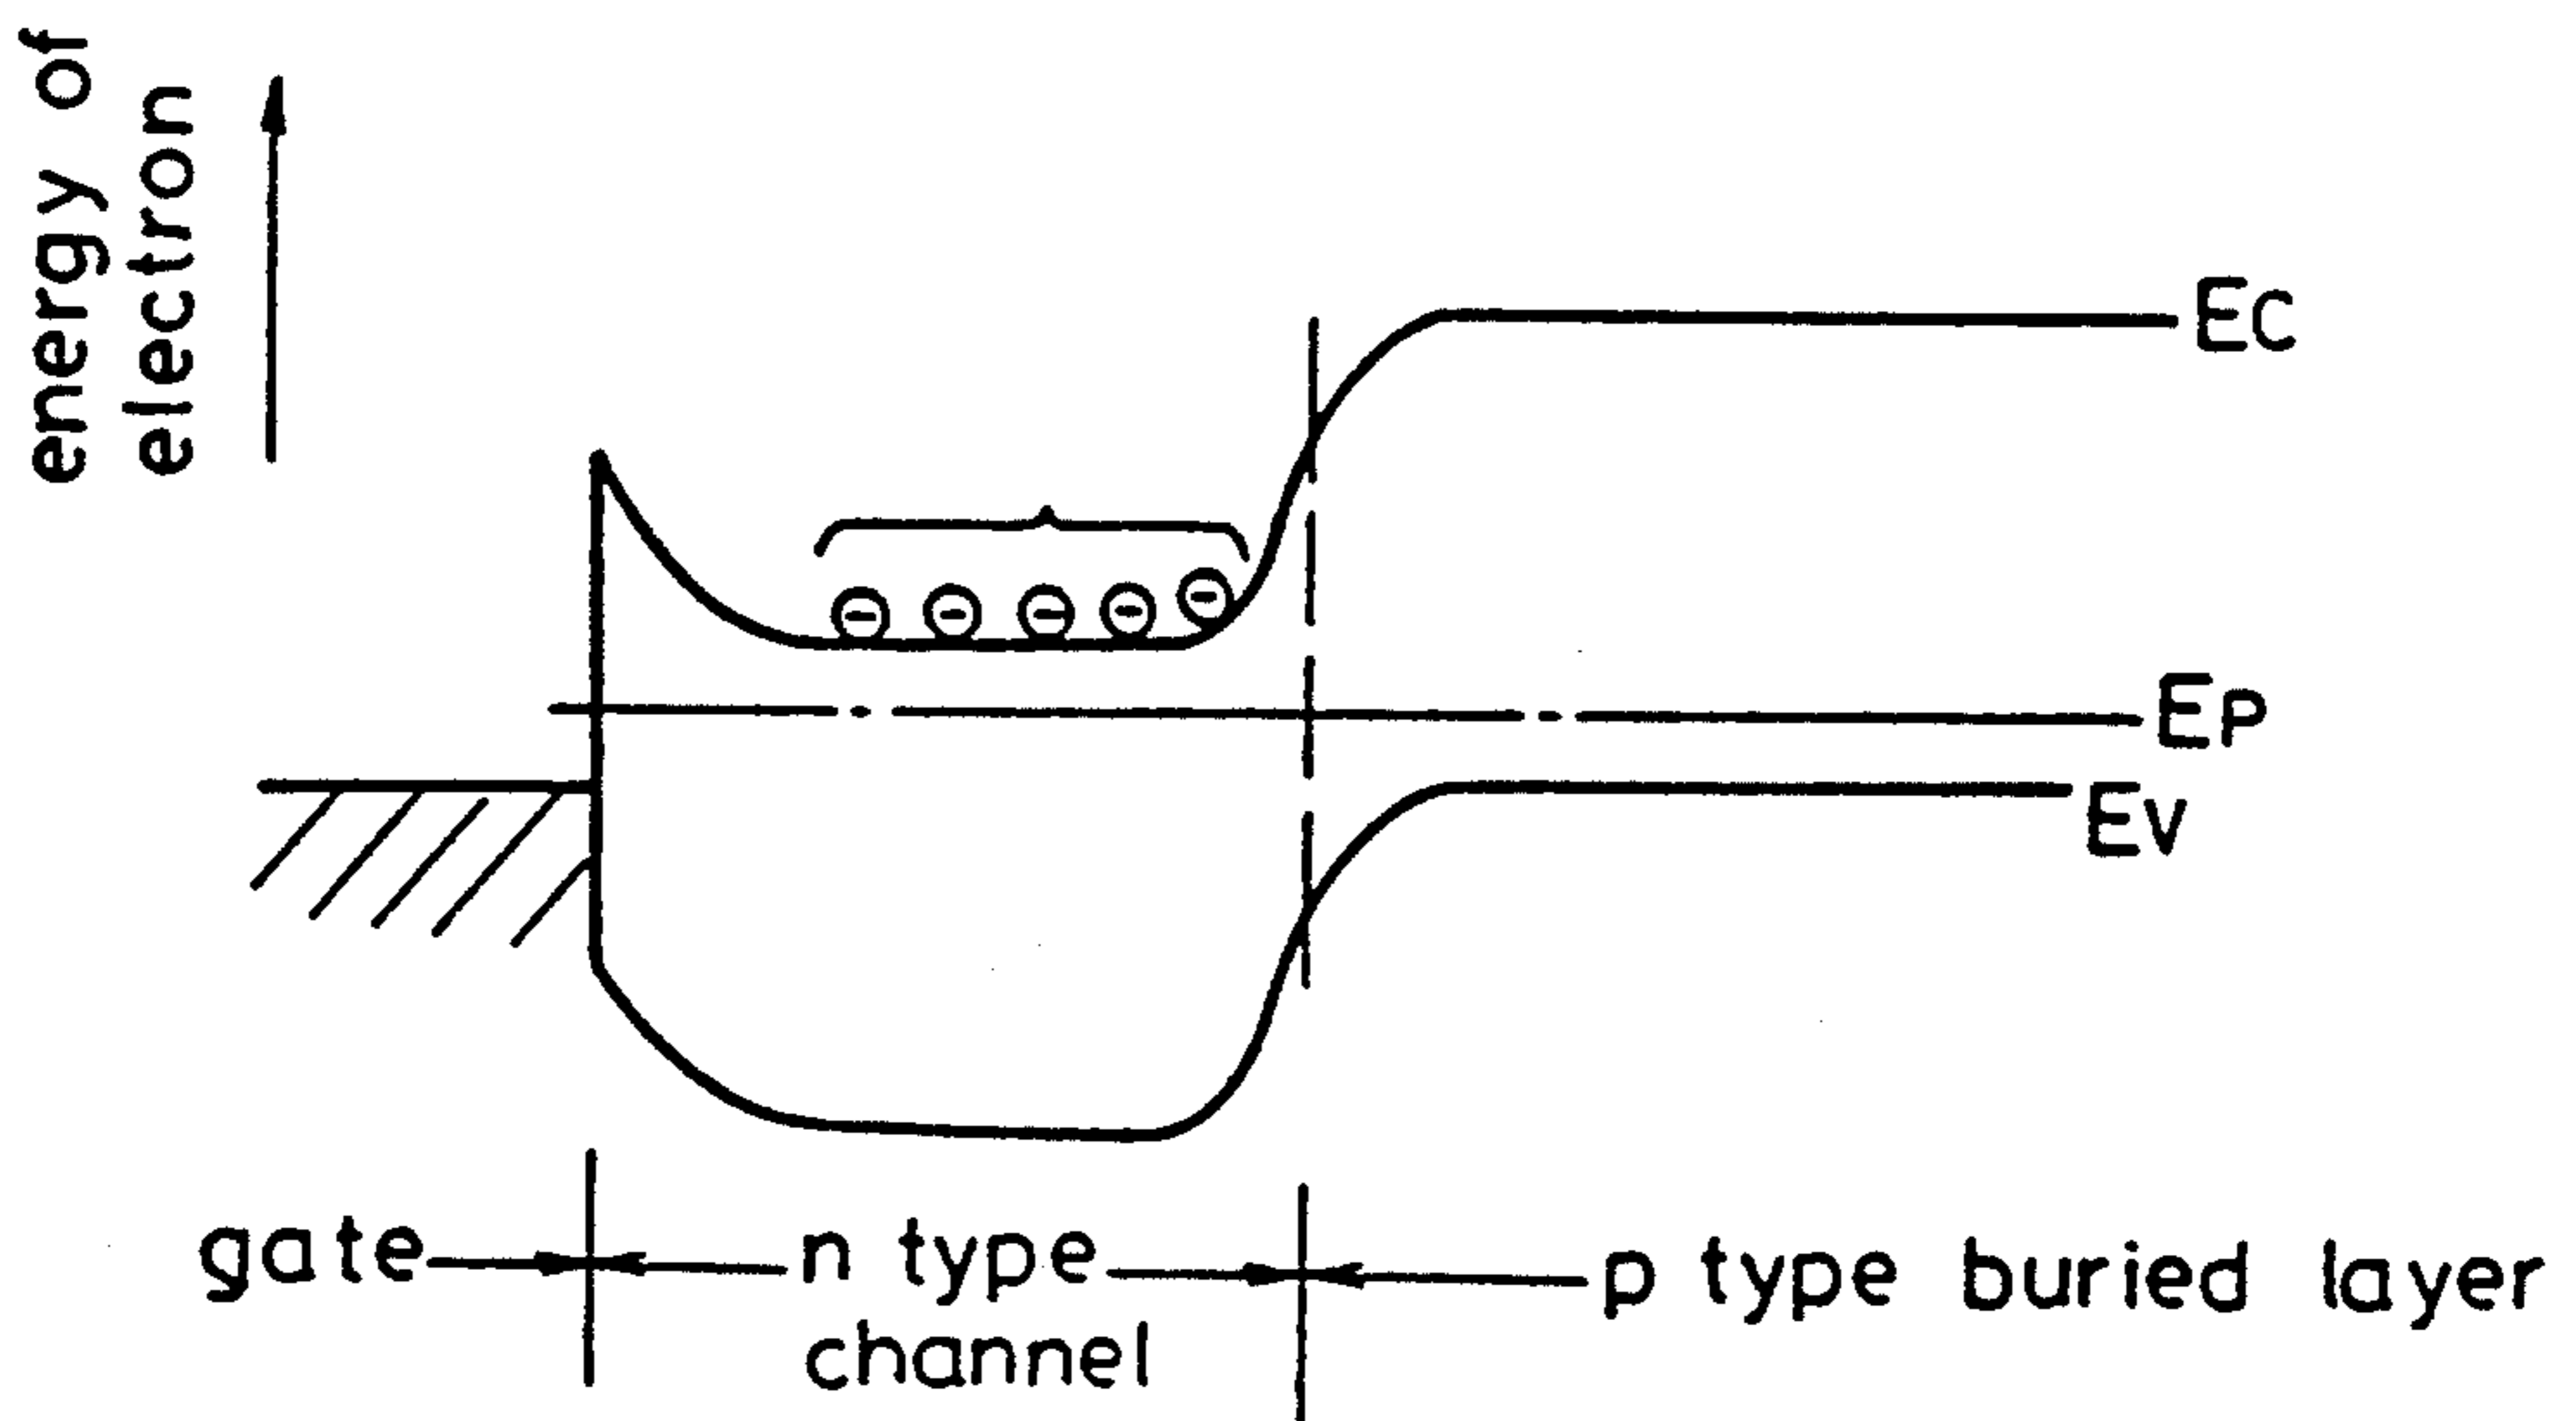 energy of
electron
EC
EP
EV
gate
n type
channel
p type buried layer